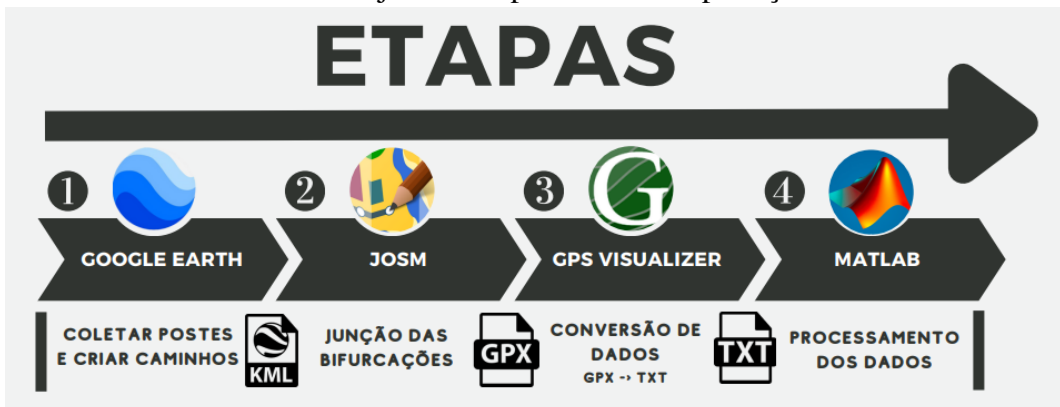 ETAPAS
1
2
3
G
4
GOOGLE EARTH
JOSM
GPS VISUALIZER
MATLAB
COLETAR POSTES
E CRIAR CAMINHOS
KML
JUNÇÃO DAS
BIFURCAÇÕES
GPX
CONVERSÃO DE
DADOS
GPX -> TXT
TXT
PROCESSAMENTO
DOS DADOS